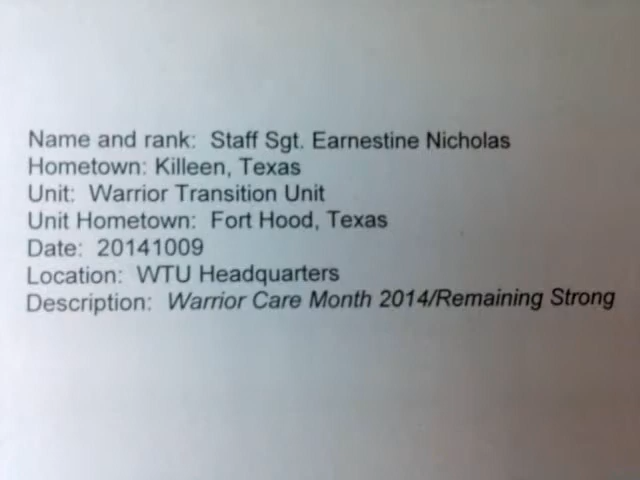 Name and rank: Staff Sgt. Earnestine Nicholas
Hometown: Killeen, Texas
Unit: Warrior Transition Unit
Unit Hometown: Fort Hood, Texas
Date: 20141009
Location: WTU Headquarters
Description: Warrior Care Month 2014/Remaining Strong